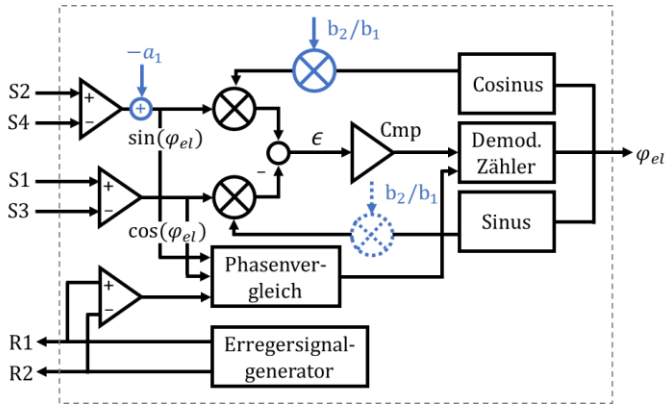 b₂/b₁
−a₁
S2
+
+
Cosinus
S4
−
sin(φₑₗ)
ϵ
Cmp
Demod.
Zähler
φₑₗ
S1
+
−
S3
−
b₂/b₁
Sinus
cos(φₑₗ)
Phasenver-
gleich
+
−
R1
R2
Erregersignal-
generator